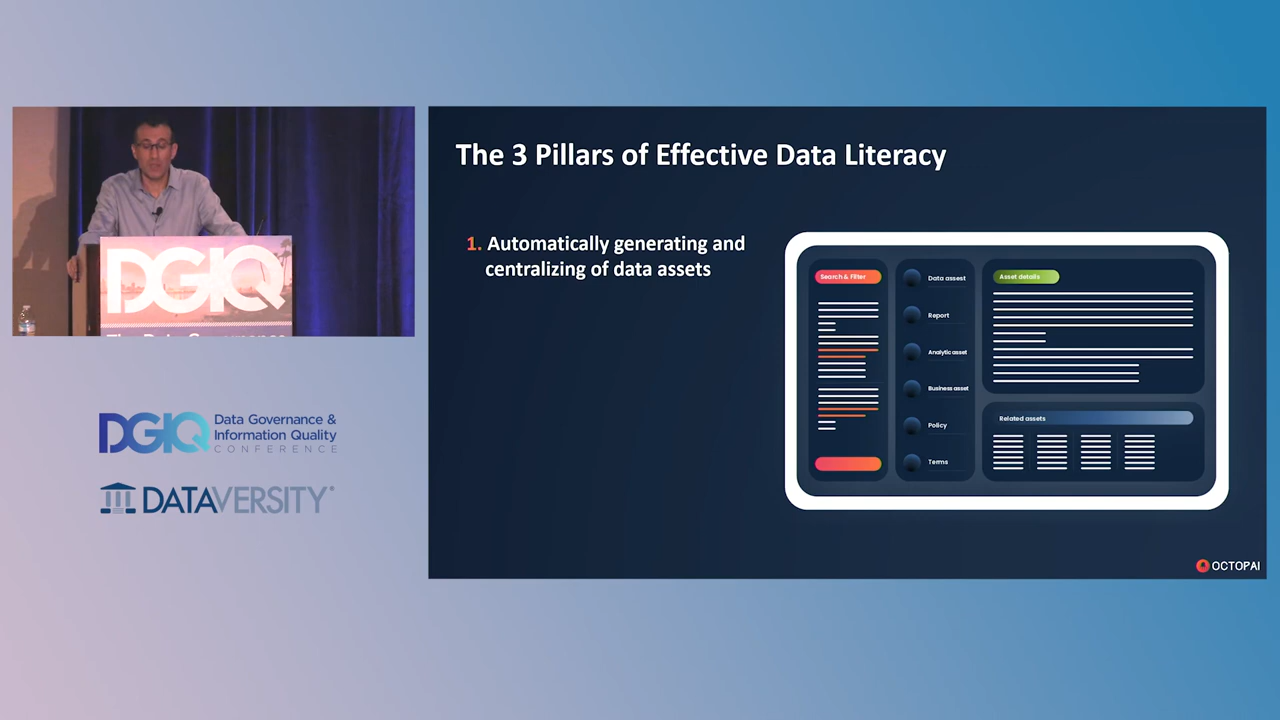 The 3 Pillars of Effective Data Literacy
1. Automatically generating and
centralizing of data assets
Search & Filter
Data assest
Report
Analytic asset
Business asset
Policy
Terms
Asset details
Related assets
OCTOPAI
DGIQ
DGIQ
Data Governance &
Information Quality
CONFERENCE
DATAVERSITY